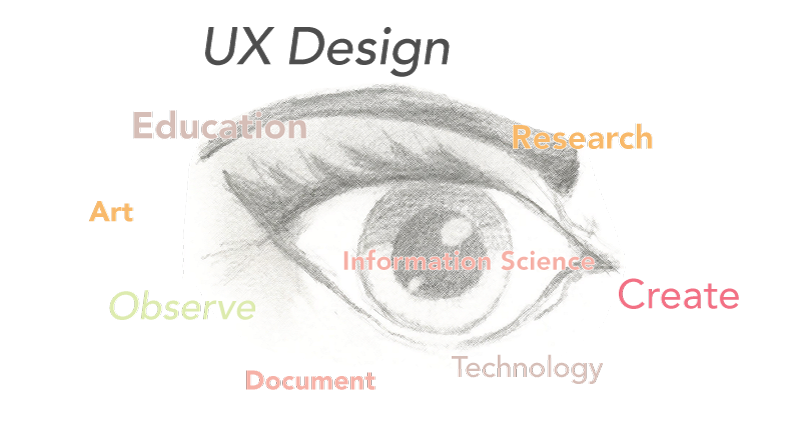 UX Design
Education
Research
Art
Information Science
Create
Observe
Technology
Document